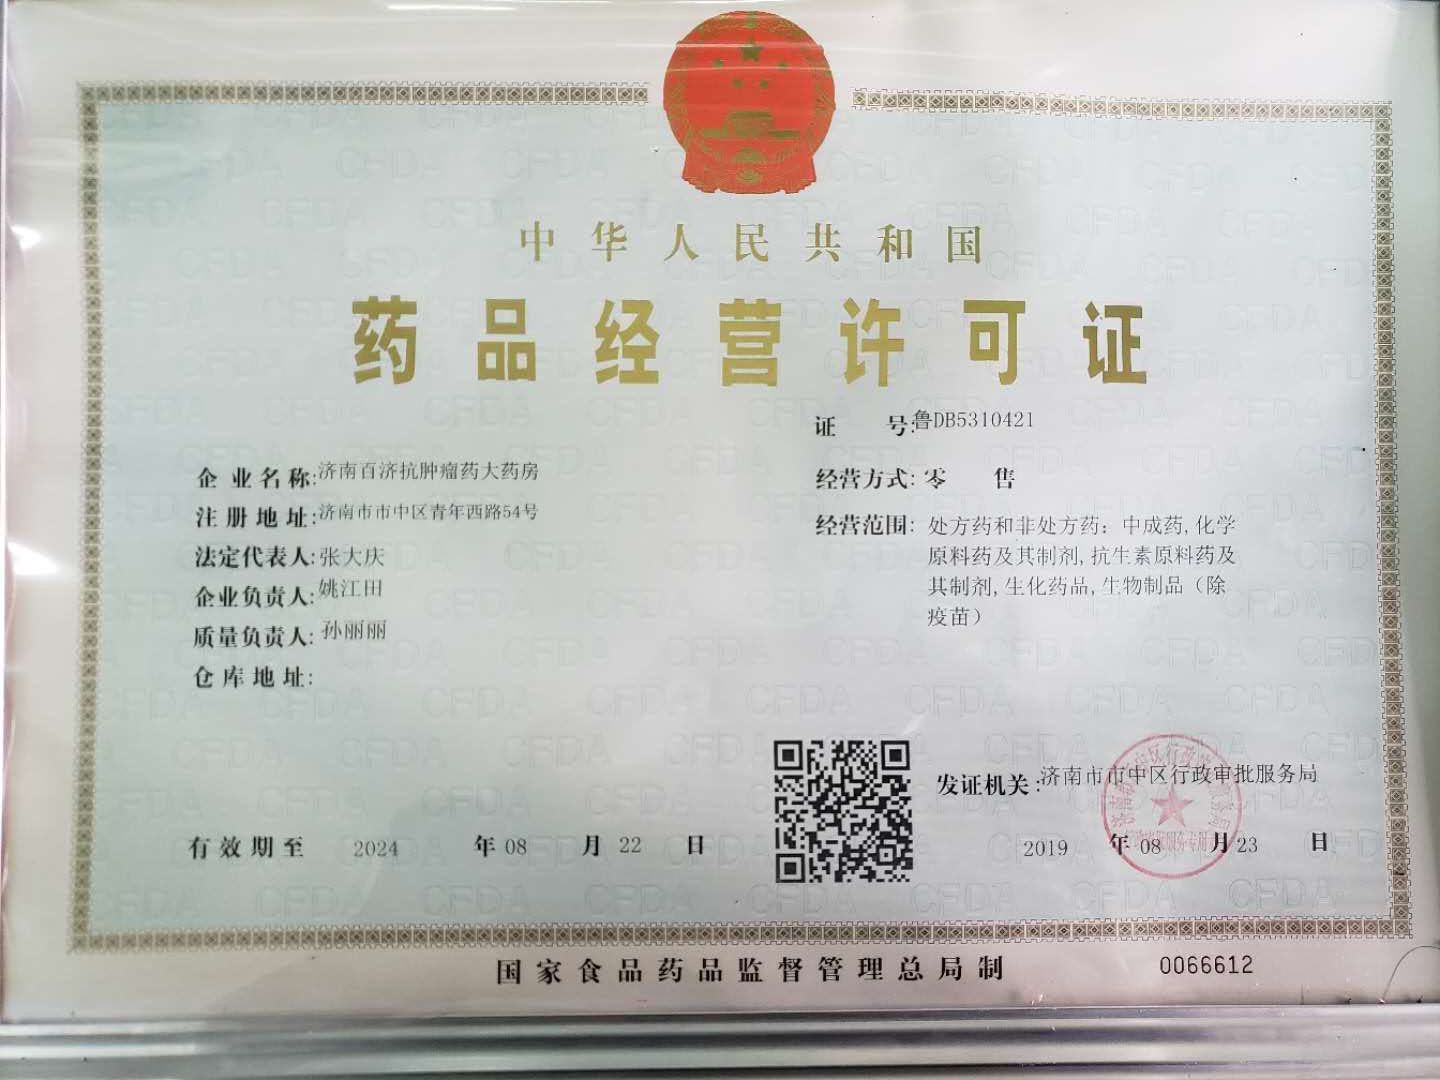 中华人民共和国
药品经营许可证
证 号:鲁DB5310421
企业名称:济南百济抗肿瘤药大药房
注册地址:济南市市中区青年西路54号
法定代表人:张大庆
企业负责人:姚江田
质量负责人:孙丽丽
仓库地址:
经营方式:零 售
经营范围:处方药和非处方药：中成药,化学
原料药及其制剂,抗生素原料药及
其制剂,生化药品,生物制品（除
疫苗）
发证机关:济南市市中区行政审批服务局
有效期至 2024 年 08 月 22 日
2019 年 08 月 23 日
国家食品药品监督管理总局制
0066612
CFDA